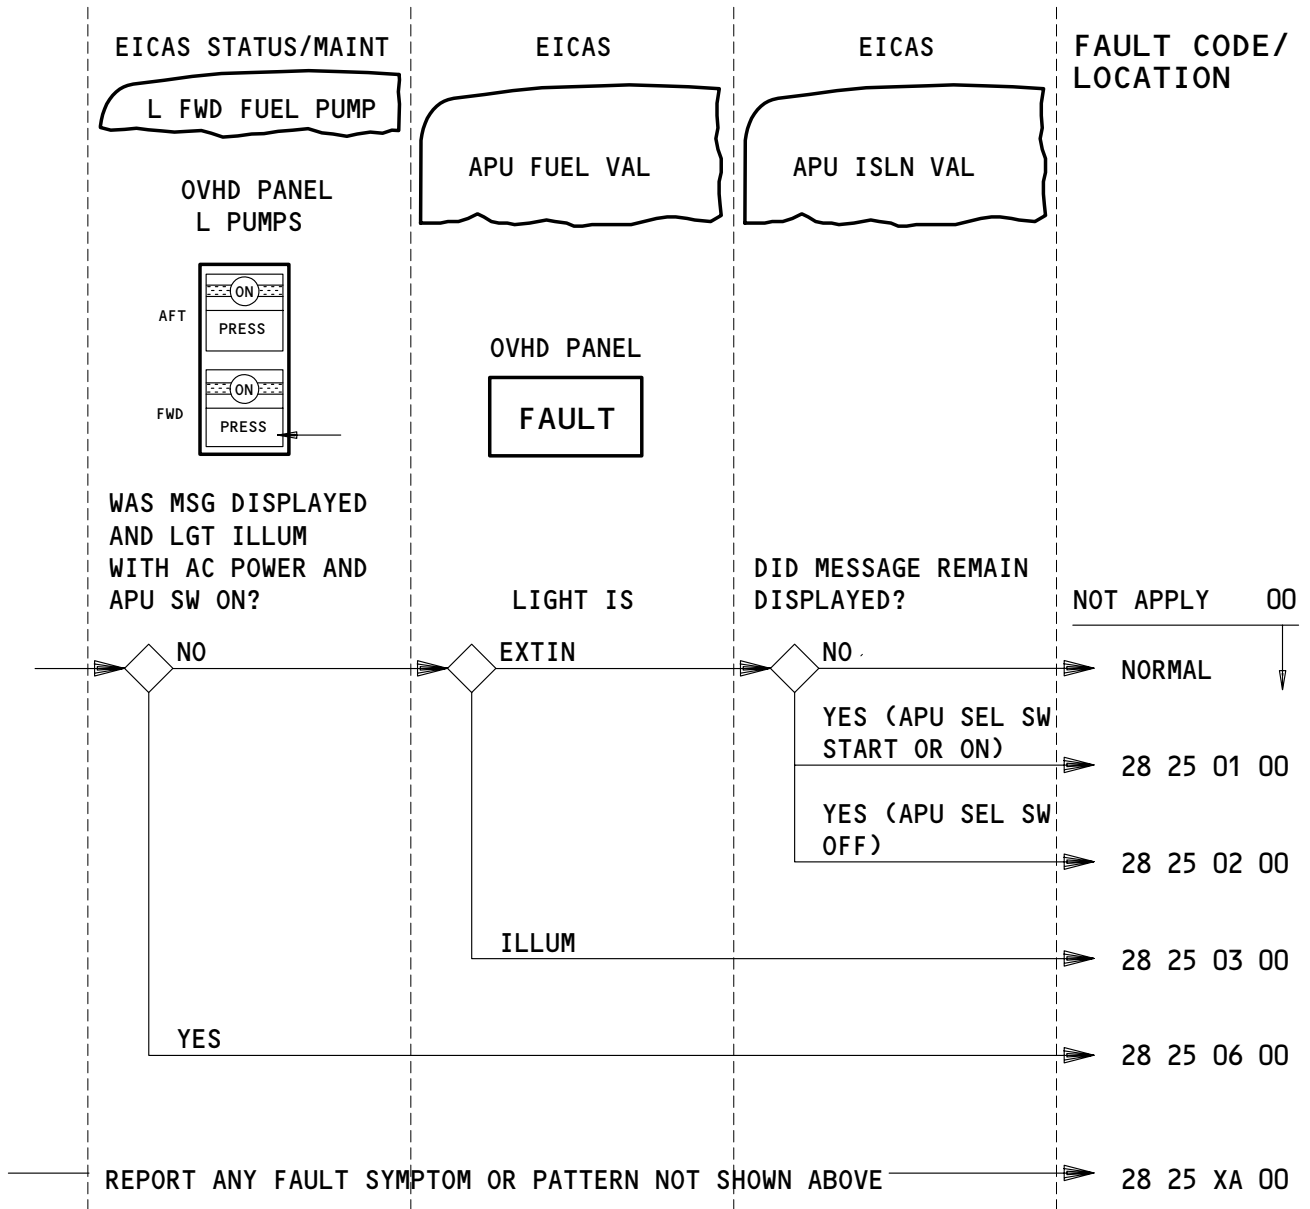 EICAS STATUS/MAINT
L FWD FUEL PUMP
OVHD PANEL
L PUMPS
AFT
ON
PRESS
FWD
ON
PRESS
WAS MSG DISPLAYED
AND LGT ILLUM
WITH AC POWER AND
APU SW ON?
EICAS
APU FUEL VAL
OVHD PANEL
FAULT
LIGHT IS
EICAS
APU ISLN VAL
DID MESSAGE REMAIN
DISPLAYED?
FAULT CODE/
LOCATION
NOT APPLY 00
NO
EXTIN
NO
NORMAL
YES (APU SEL SW
START OR ON)
28 25 01 00
YES (APU SEL SW
OFF)
28 25 02 00
ILLUM
28 25 03 00
YES
28 25 06 00
REPORT ANY FAULT SYMPTOM OR PATTERN NOT SHOWN ABOVE
28 25 XA 00